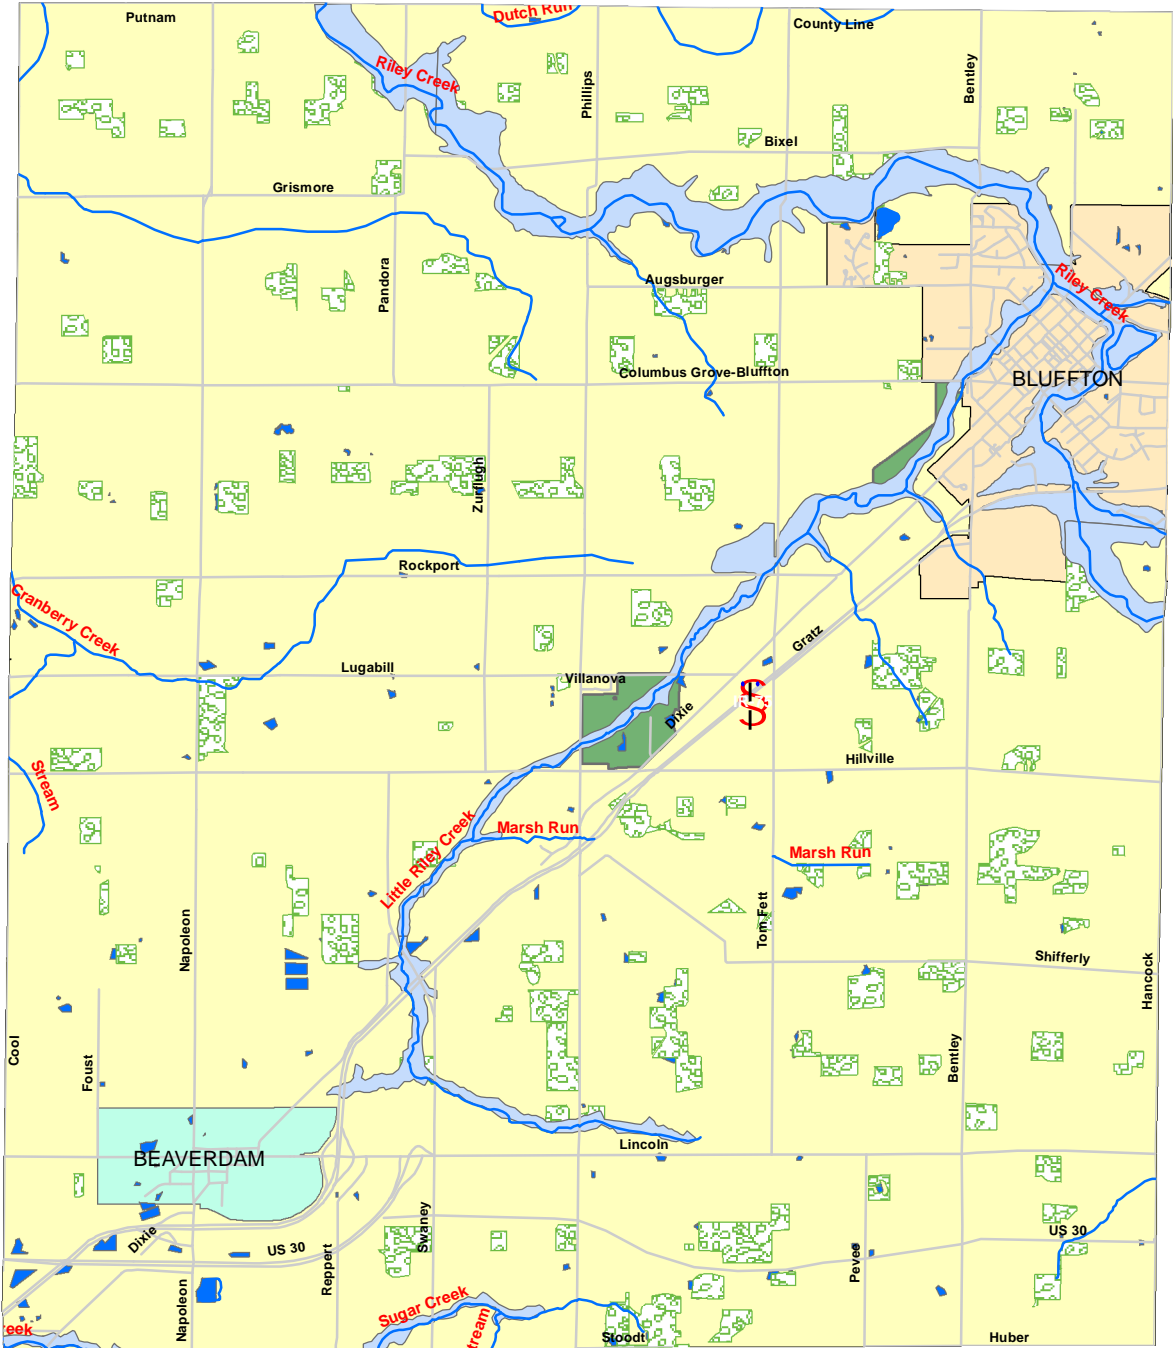 Putnam
Dutch Run
County Line
Riley Creek
Phillips
Bentley
Bixel
Grismore
Pandora
Augsburger
Riley Creek
Columbus Grove-Bluffton
BLUFFTON
Zurflugh
Rockport
Cranberry Creek
Gratz
Lugabill
Villanova
Dixie
Hillville
Stream
Little Riley Creek
Marsh Run
Marsh Run
Napoleon
Tom Fett
Shifferly
Hancock
Cool
Foust
Bentley
Lincoln
BEAVERDAM
Dixie
US 30
Swaney
Reppert
Pevee
US 30
Napoleon
Sugar Creek
reek
tream
Stoodt
Huber